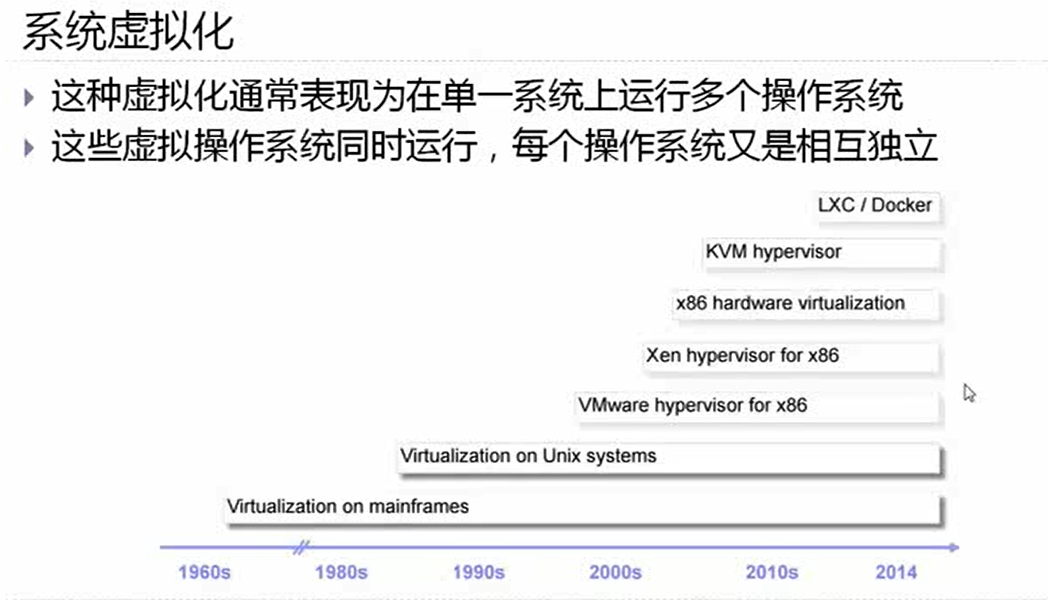 系统虚拟化
这种虚拟化通常表现为在单一系统上运行多个操作系统
这些虚拟操作系统同时运行，每个操作系统又是相互独立
LXC / Docker
KVM hypervisor
x86 hardware virtualization
Xen hypervisor for x86
VMware hypervisor for x86
Virtualization on Unix systems
Virtualization on mainframes
1960s 1980s 1990s 2000s 2010s 2014